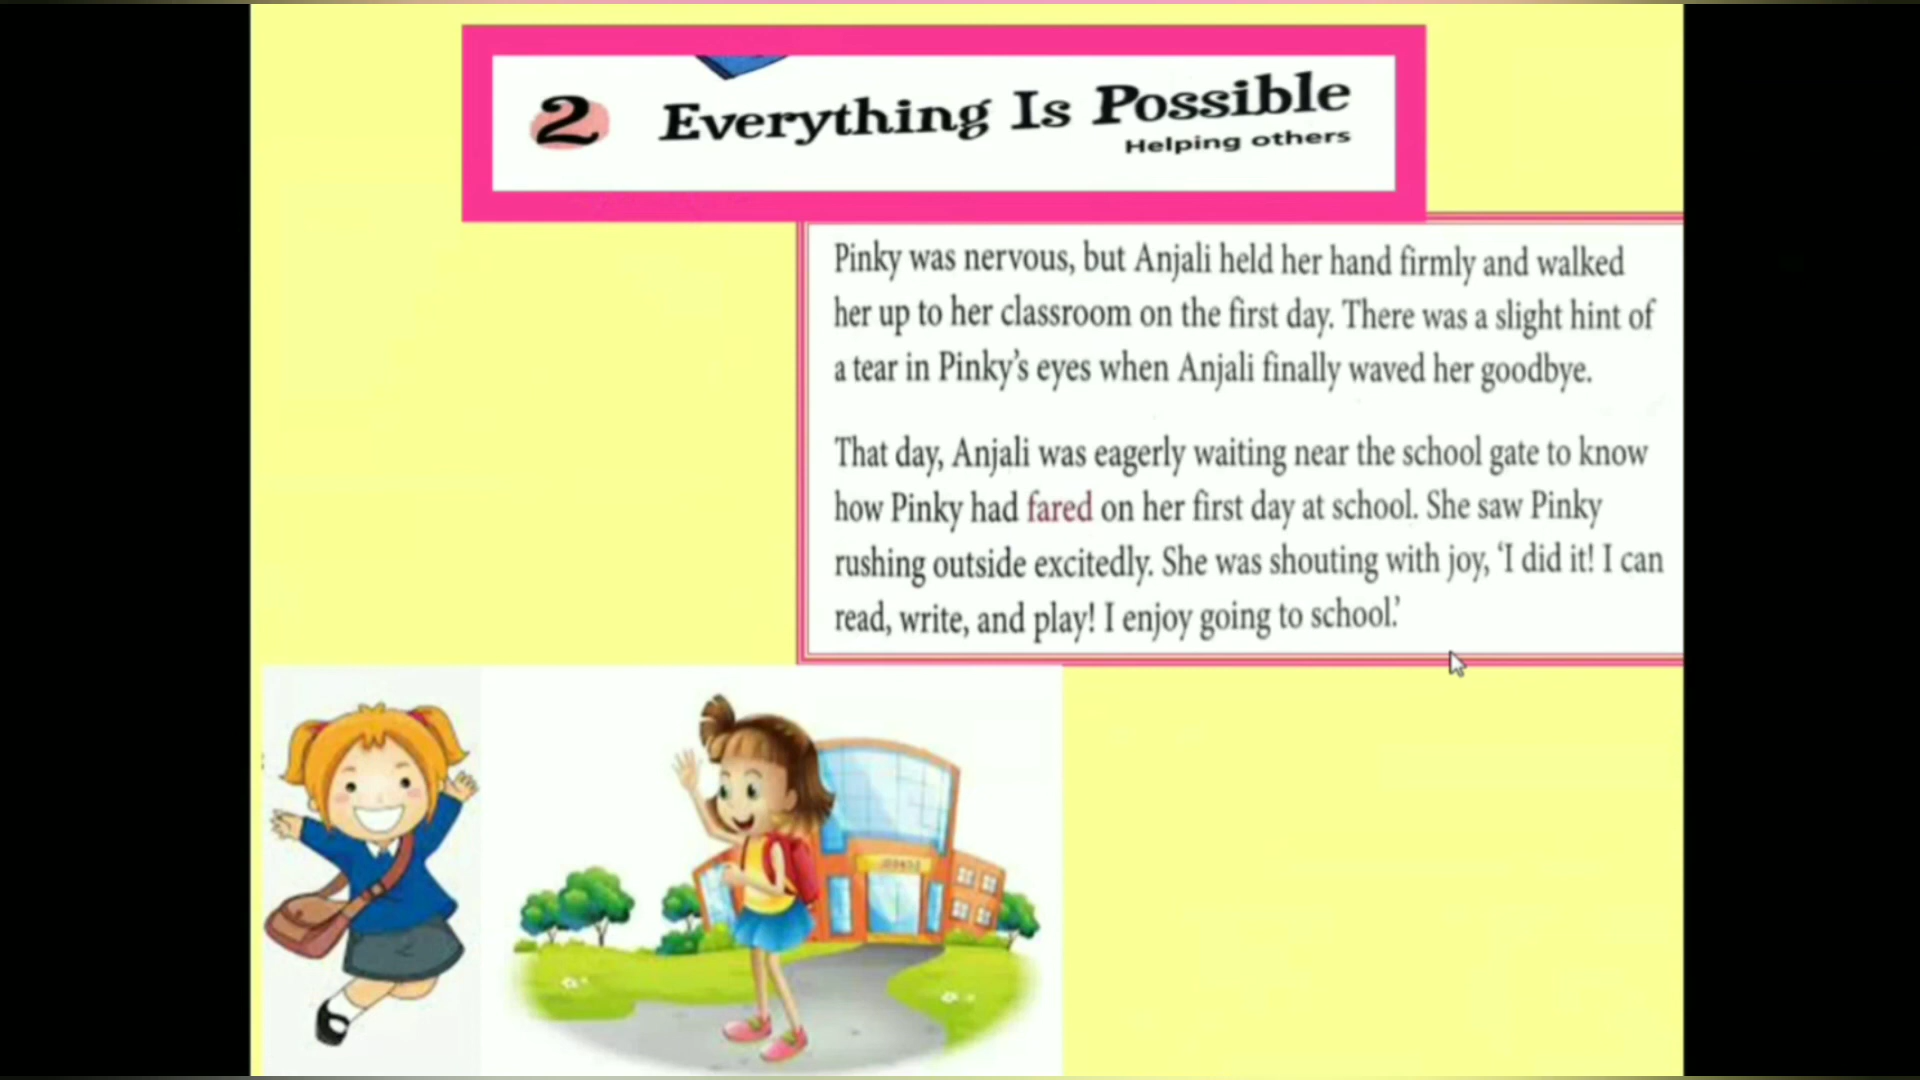 2 Everything Is Possible
Helping others
Pinky was nervous, but Anjali held her hand firmly and walked
her up to her classroom on the first day. There was a slight hint of
a tear in Pinky’s eyes when Anjali finally waved her goodbye.
That day, Anjali was eagerly waiting near the school gate to know
how Pinky had fared on her first day at school. She saw Pinky
rushing outside excitedly. She was shouting with joy, ‘I did it! I can
read, write, and play! I enjoy going to school.’